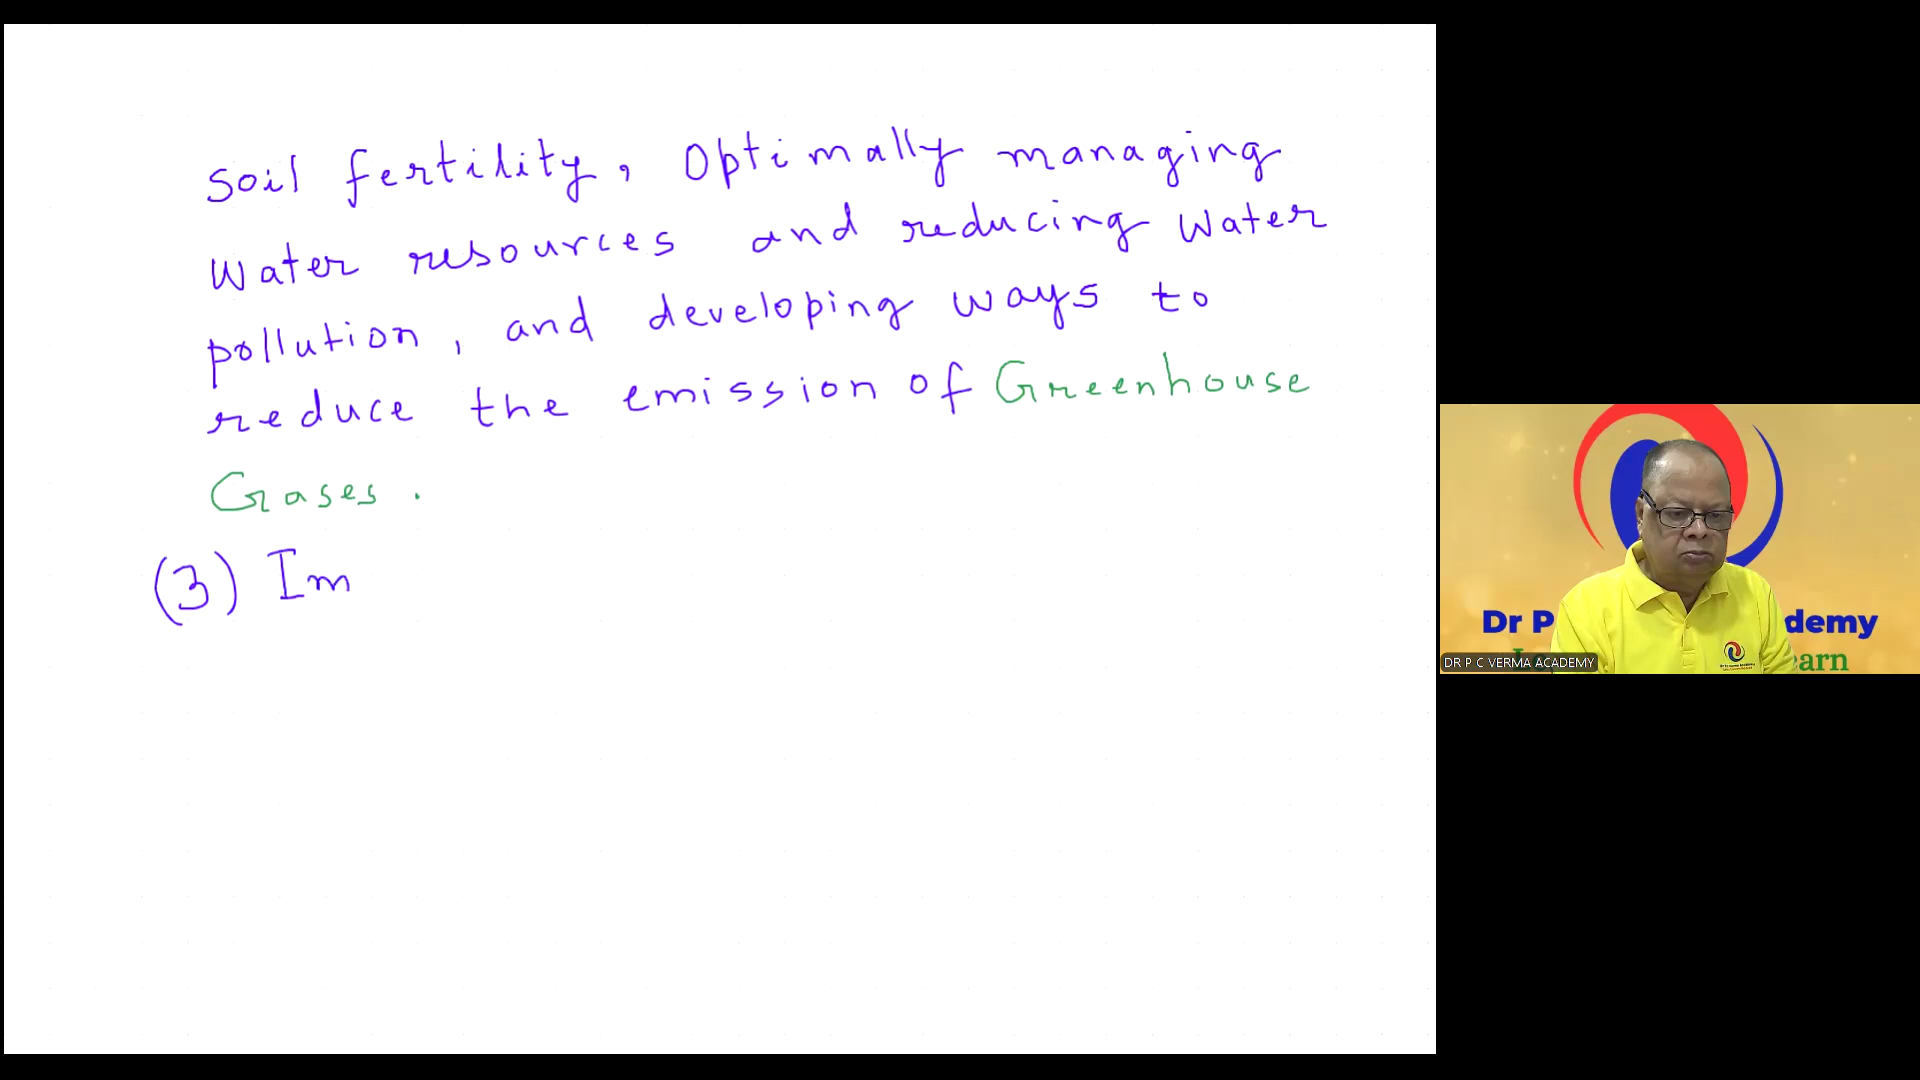 soil fertility, Optimally managing
water resources and reducing water
pollution, and developing ways to
reduce the emission of Greenhouse
Gases.
(3) Im
Dr P demy
arn
DR P C VERMA ACADEMY